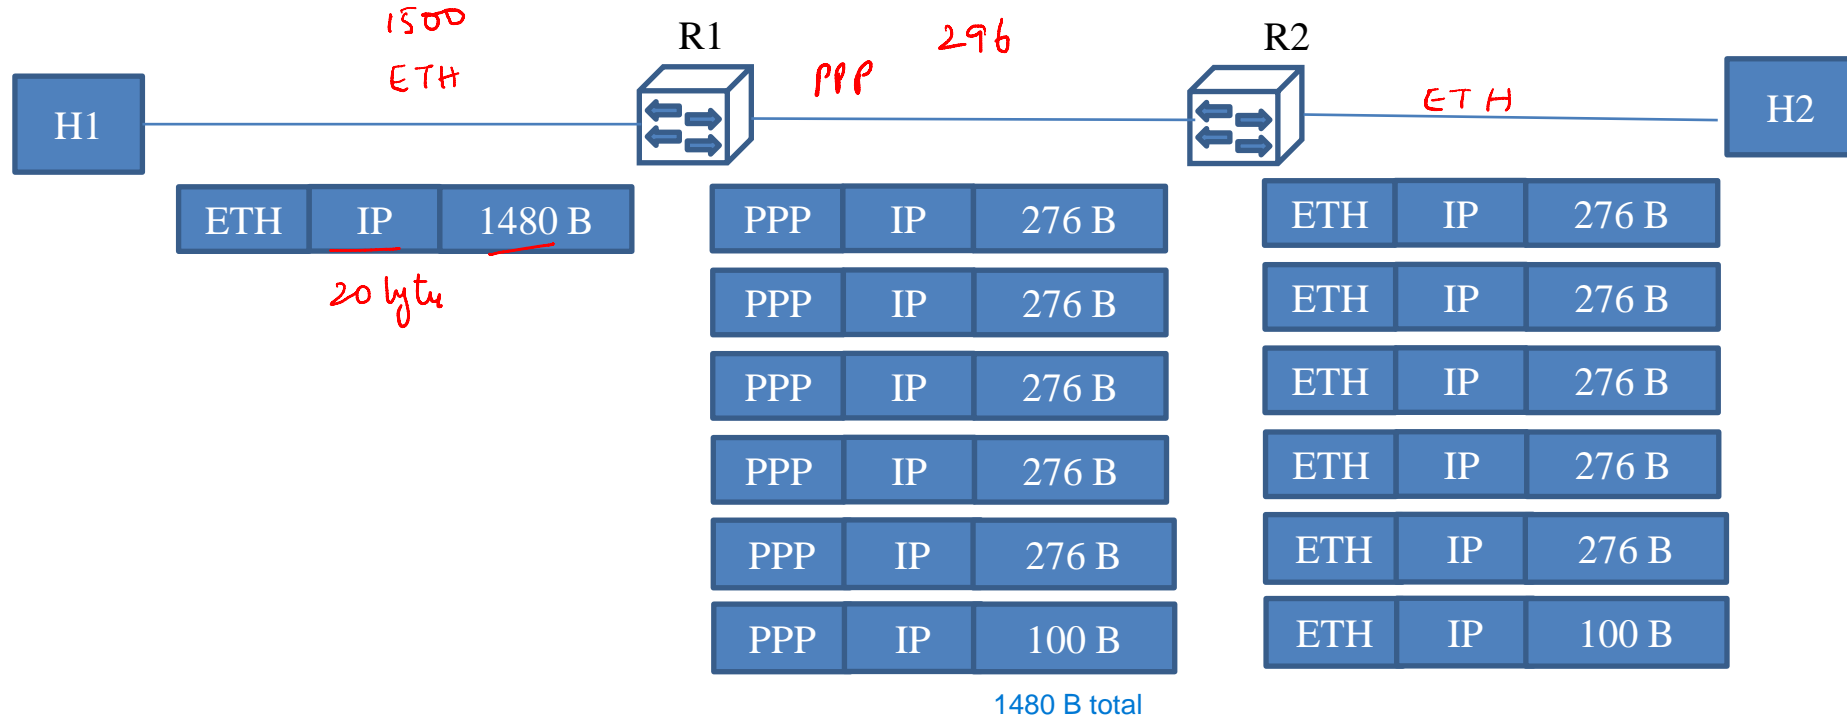 1500
ETH
R1
296
PPP
R2
ETH
H1
H2
ETH IP 1480 B
20 byte
PPP IP 276 B
PPP IP 276 B
PPP IP 276 B
PPP IP 276 B
PPP IP 276 B
PPP IP 100 B
1480 B total
ETH IP 276 B
ETH IP 276 B
ETH IP 276 B
ETH IP 276 B
ETH IP 276 B
ETH IP 100 B